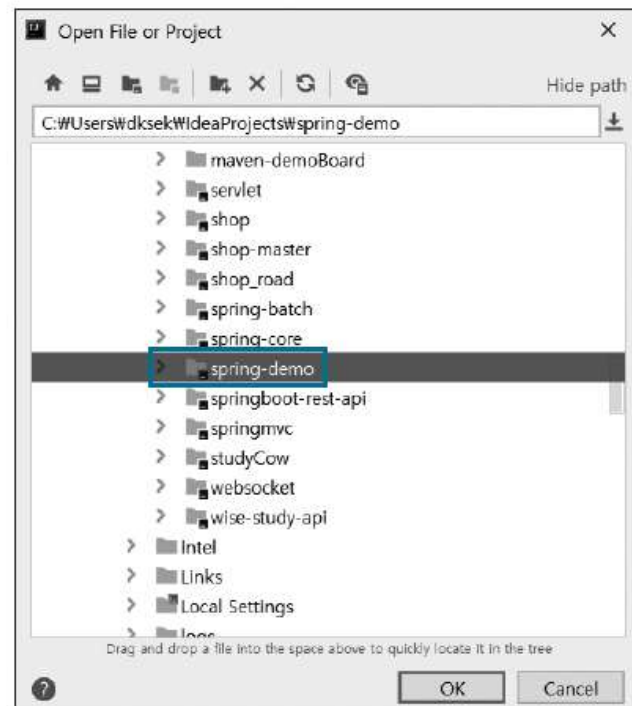 Open File or Project
Hide path
C:₩Users₩dksek₩IdeaProjects₩spring-demo
maven-demoBoard
servlet
shop
shop-master
shop_road
spring-batch
spring-core
spring-demo
springboot-rest-api
springmvc
studyCow
websocket
wise-study-api
Intel
Links
Local Settings
logs
Drag and drop a file into the space above to quickly locate it in the tree
OK Cancel